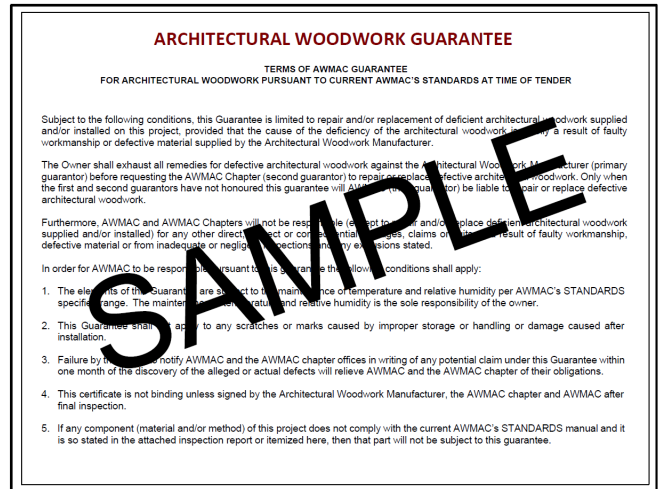 ARCHITECTURAL WOODWORK GUARANTEE
TERMS OF AWMAC GUARANTEE
FOR ARCHITECTURAL WOODWORK PURSUANT TO CURRENT AWMAC'S STANDARDS AT TIME OF TENDER
Subject to the following conditions, this Guarantee is limited to repair and/or replacement of deficient architectural woodwork supplied
and/or installed on this project, provided that the cause of the deficiency of the architectural woodwork is a result of faulty
workmanship or defective material supplied by the Architectural Woodwork Manufacturer.
The Owner shall exhaust all remedies for defective architectural woodwork against the Architectural Woodwork Manufacturer (primary
guarantor) before requesting the AWMAC Chapter (second guarantor) to repair or replace defective architectural woodwork. Only when
the first and second guarantors have not honoured this guarantee will AWMAC (third guarantor) be liable to repair or replace defective
architectural woodwork.
Furthermore, AWMAC and AWMAC Chapters will not be responsible (except to repair and/or replace deficient architectural woodwork
supplied and/or installed) for any other direct, indirect or consequential damages, claims or result of faulty workmanship,
defective material or from inadequate or negligent inspections and any exclusions stated.
In order for AWMAC to be responsible pursuant to this guarantee the following conditions shall apply:
1. The elements of this Guarantee are subject to the maintenance of temperature and relative humidity per AWMAC's STANDARDS
specified range. The maintenance of temperature and relative humidity is the sole responsibility of the owner.
2. This Guarantee shall not apply to any scratches or marks caused by improper storage or handling or damage caused after
installation.
3. Failure by the to notify AWMAC and the AWMAC chapter offices in writing of any potential claim under this Guarantee within
one month of the discovery of the alleged or actual defects will relieve AWMAC and the AWMAC chapter of their obligations.
4. This certificate is not binding unless signed by the Architectural Woodwork Manufacturer, the AWMAC chapter and AWMAC after
final inspection.
5. If any component (material and/or method) of this project does not comply with the current AWMAC's STANDARDS manual and it
is so stated in the attached inspection report or itemized here, then that part will not be subject to this guarantee.
SAMPLE